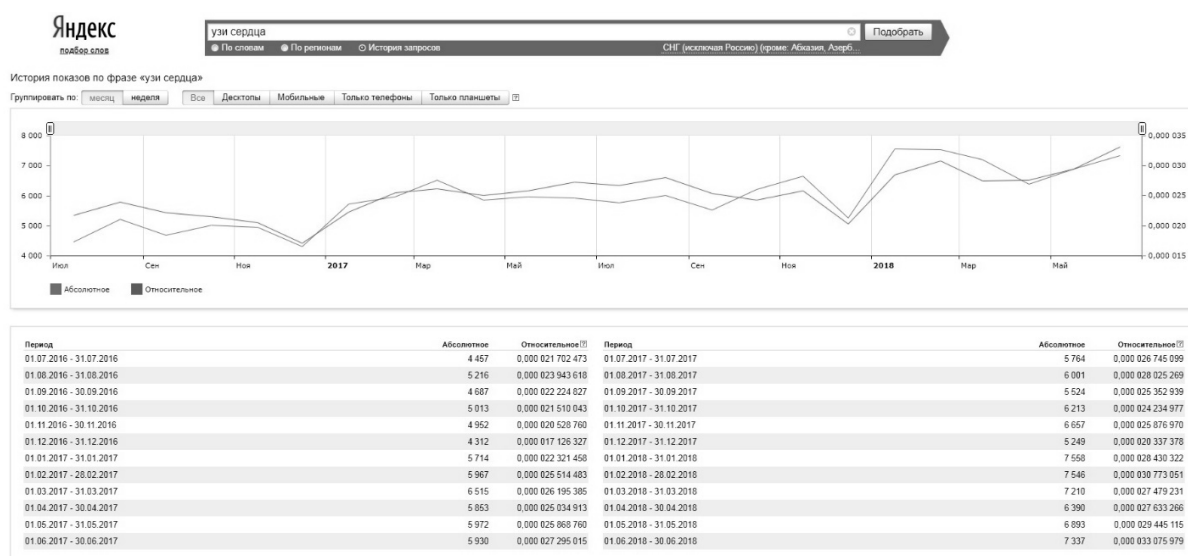 Яндекс
подбор слов
узи сердца
Подобрать
По словам По регионам История запросов СНГ (исключая Россию) (кроме: Абхазия, Азерб...
История показов по фразе «узи сердца»
Группировать по: месяц неделя Все Десктопы Мобильные Только телефоны Только планшеты ?
8 000 0,000 035
7 000 0,000 030
6 000 0,000 025
5 000 0,000 020
4 000 0,000 015
Июл Сен Ноя 2017 Мар Май Июл Сен Ноя 2018 Мар Май
Абсолютное Относительное
Период Абсолютное Относительное ? Период Абсолютное Относительное ?
01.07.2016 - 31.07.2016 4 457 0,000 021 702 473 01.07.2017 - 31.07.2017 5 764 0,000 026 745 099
01.08.2016 - 31.08.2016 5 216 0,000 023 943 618 01.08.2017 - 31.08.2017 6 001 0,000 028 025 269
01.09.2016 - 30.09.2016 4 687 0,000 022 224 827 01.09.2017 - 30.09.2017 5 524 0,000 025 352 939
01.10.2016 - 31.10.2016 5 013 0,000 021 510 043 01.10.2017 - 31.10.2017 6 213 0,000 024 234 977
01.11.2016 - 30.11.2016 4 952 0,000 020 528 760 01.11.2017 - 30.11.2017 6 657 0,000 025 876 970
01.12.2016 - 31.12.2016 4 312 0,000 017 126 327 01.12.2017 - 31.12.2017 5 249 0,000 020 337 378
01.01.2017 - 31.01.2017 5 714 0,000 022 321 458 01.01.2018 - 31.01.2018 7 558 0,000 028 430 322
01.02.2017 - 28.02.2017 5 967 0,000 025 514 483 01.02.2018 - 28.02.2018 7 546 0,000 030 773 051
01.03.2017 - 31.03.2017 6 515 0,000 026 195 385 01.03.2018 - 31.03.2018 7 210 0,000 027 479 231
01.04.2017 - 30.04.2017 5 853 0,000 025 034 913 01.04.2018 - 30.04.2018 6 390 0,000 027 633 266
01.05.2017 - 31.05.2017 5 972 0,000 025 868 760 01.05.2018 - 31.05.2018 6 893 0,000 029 445 115
01.06.2017 - 30.06.2017 5 930 0,000 027 295 015 01.06.2018 - 30.06.2018 7 337 0,000 033 075 979